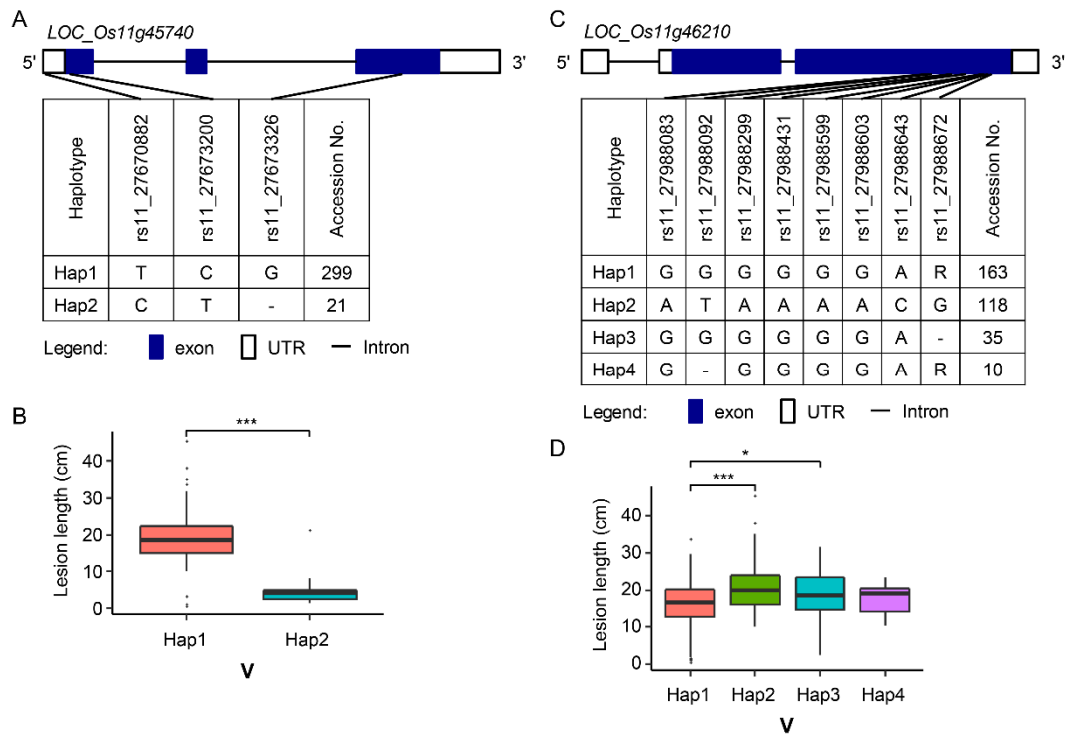 A
LOC_Os11g45740
5' 3'
Haplotype rs11_27670882 rs11_27673200 rs11_27673326 Accession No.
Hap1 T C G 299
Hap2 C T - 21
Legend: exon UTR Intron
B
***
Lesion length (cm)
40
30
20
10
0
Hap1 Hap2
V
C
LOC_Os11g46210
5' 3'
Haplotype rs11_27988083 rs11_27988092 rs11_27988299 rs11_27988431 rs11_27988599 rs11_27988603 rs11_27988643 rs11_27988672 Accession No.
Hap1 G G G G G G A R 163
Hap2 A T A A A A C G 118
Hap3 G G G G G G A - 35
Hap4 G - G G G G A R 10
Legend: exon UTR Intron
D
*
***
Lesion length (cm)
40
30
20
10
0
Hap1 Hap2 Hap3 Hap4
V